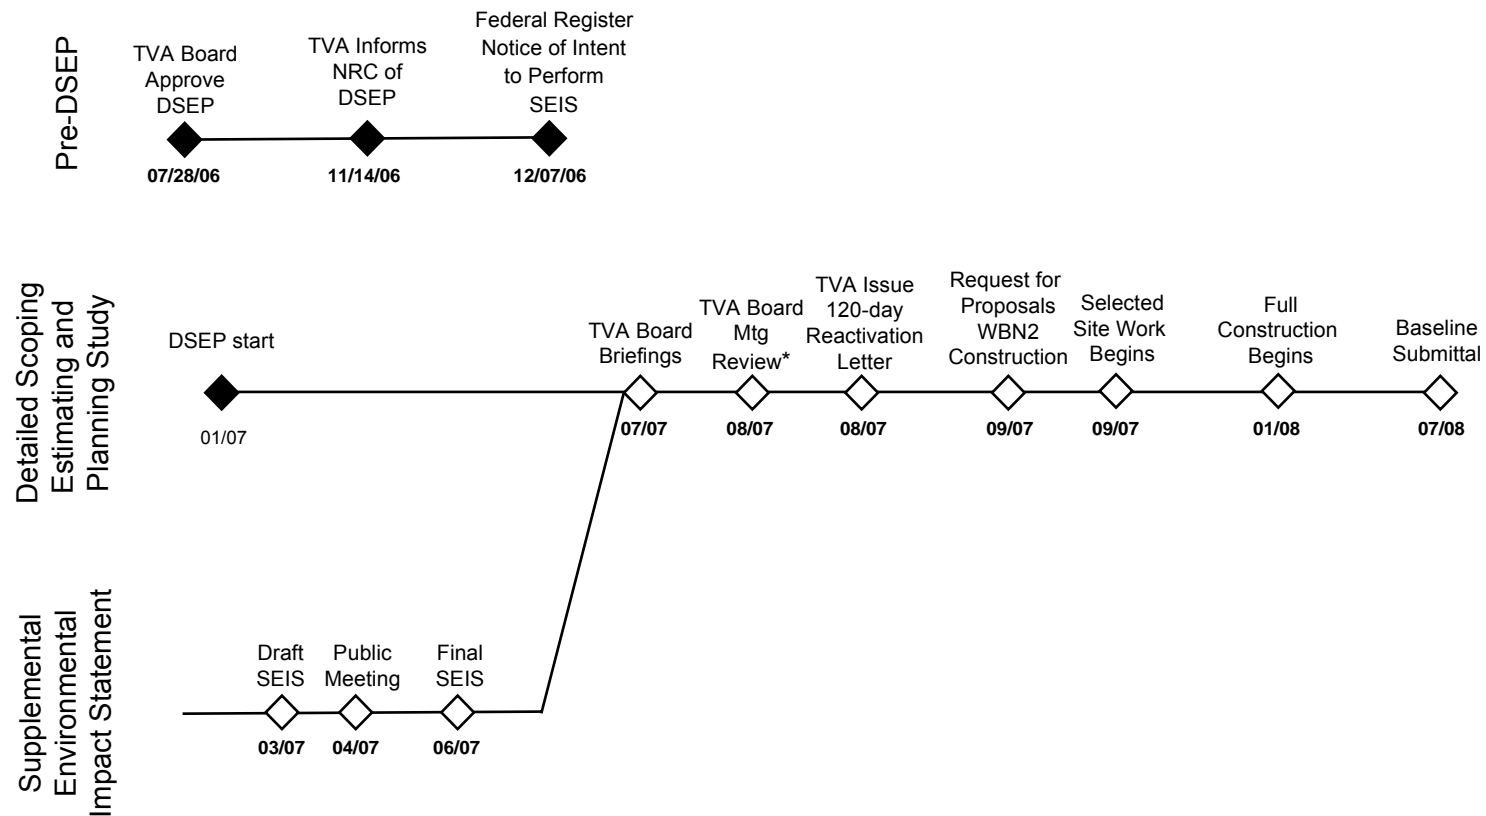 Pre-DSEP
TVA Board
Approve
DSEP
07/28/06
TVA Informs
NRC of
DSEP
11/14/06
Federal Register
Notice of Intent
to Perform
SEIS
12/07/06
Detailed Scoping
Estimating and
Planning Study
DSEP start
01/07
TVA Board
Briefings
07/07
TVA Board
Mtg
Review*
08/07
TVA Issue
120-day
Reactivation
Letter
08/07
Request for
Proposals
WBN2
Construction
09/07
Selected
Site Work
Begins
09/07
Full
Construction
Begins
01/08
Baseline
Submittal
07/08
Supplemental
Environmental
Impact Statement
Draft
SEIS
03/07
Public
Meeting
04/07
Final
SEIS
06/07